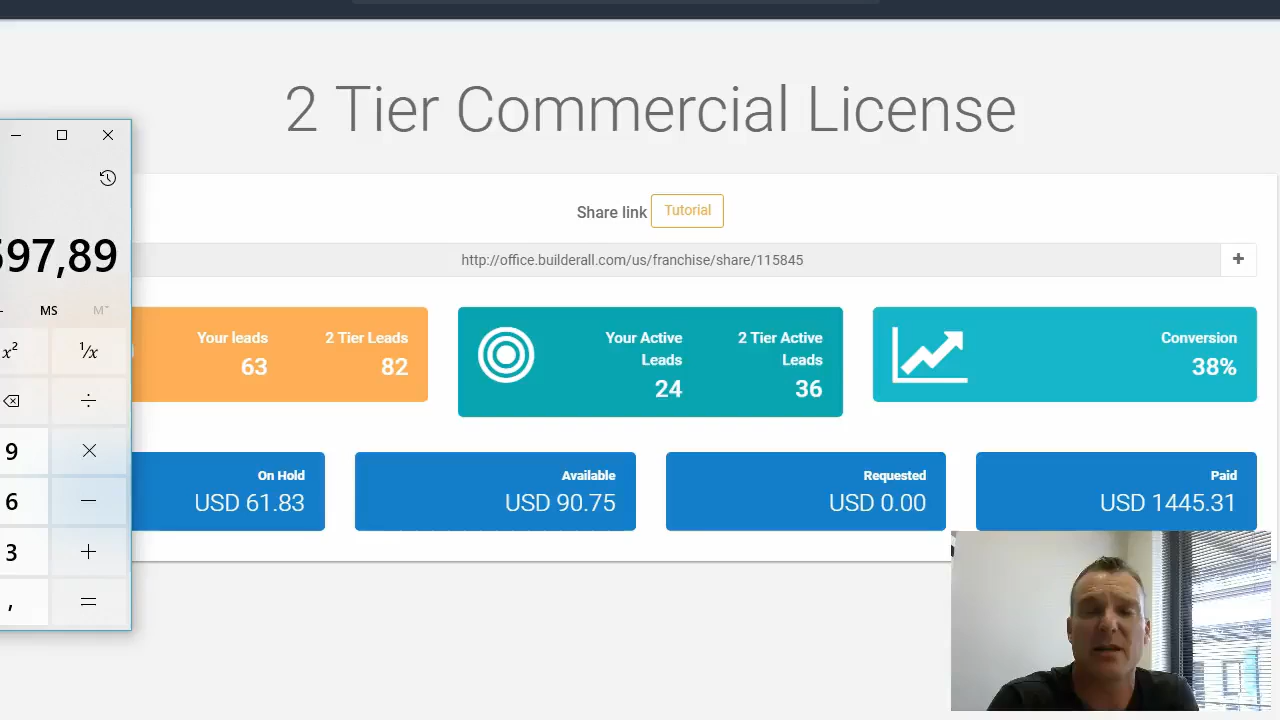 2 Tier Commercial License
Share link Tutorial
http://office.builderall.com/us/franchise/share/115845 +
597,89
MS
x² ¹/x
÷
9 ×
6 −
3 +
, =
Your leads 2 Tier Leads
63 82
Your Active 2 Tier Active
Leads Leads
24 36
Conversion
38%
On Hold
USD 61.83
Available
USD 90.75
Requested
USD 0.00
Paid
USD 1445.31